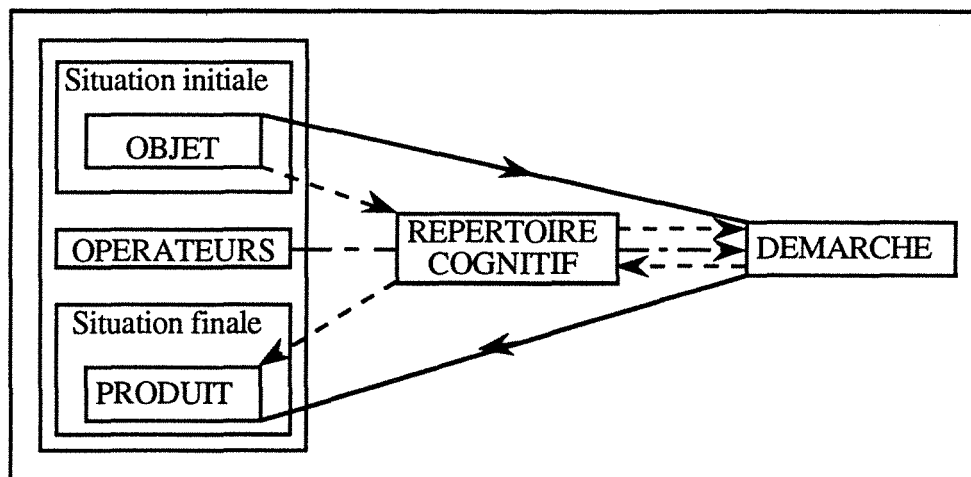 Situation initiale
OBJET
OPERATEURS
REPERTOIRE
COGNITIF
DEMARCHE
Situation finale
PRODUIT